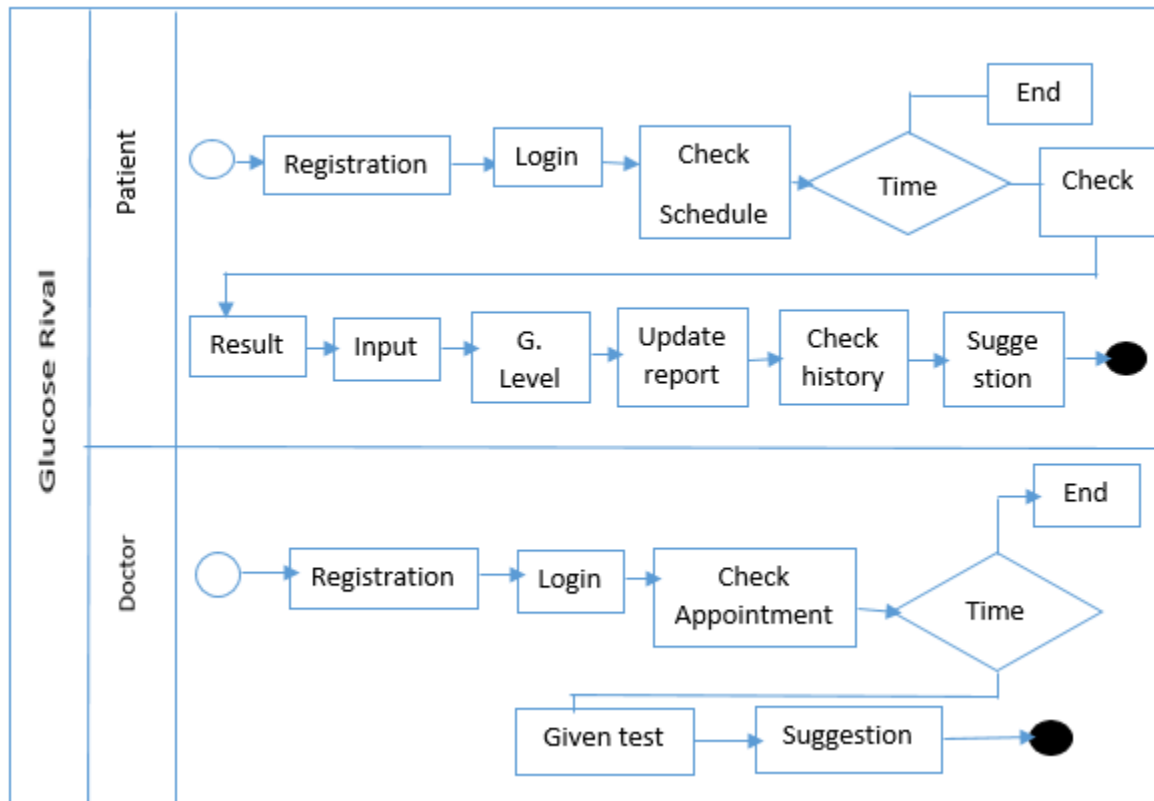 Glucose Rival
Patient
Registration
Login
Check
Schedule
Time
End
Check
Result
Input
G.
Level
Update
report
Check
history
Sugge
stion
Doctor
Registration
Login
Check
Appointment
Time
End
Given test
Suggestion